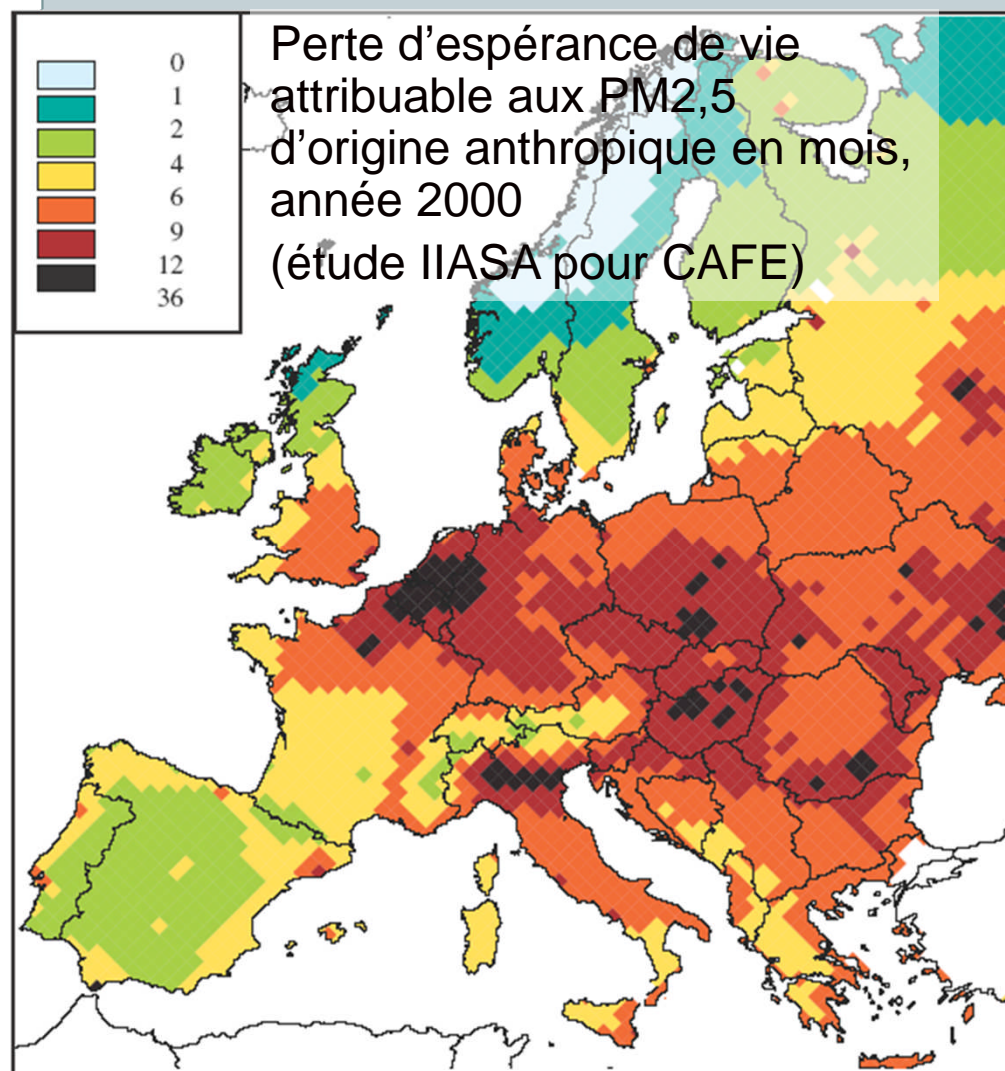 0
1
2
4
6
9
12
36
Perte d’espérance de vie
attribuable aux PM2,5
d’origine anthropique en mois,
année 2000
(étude IIASA pour CAFE)